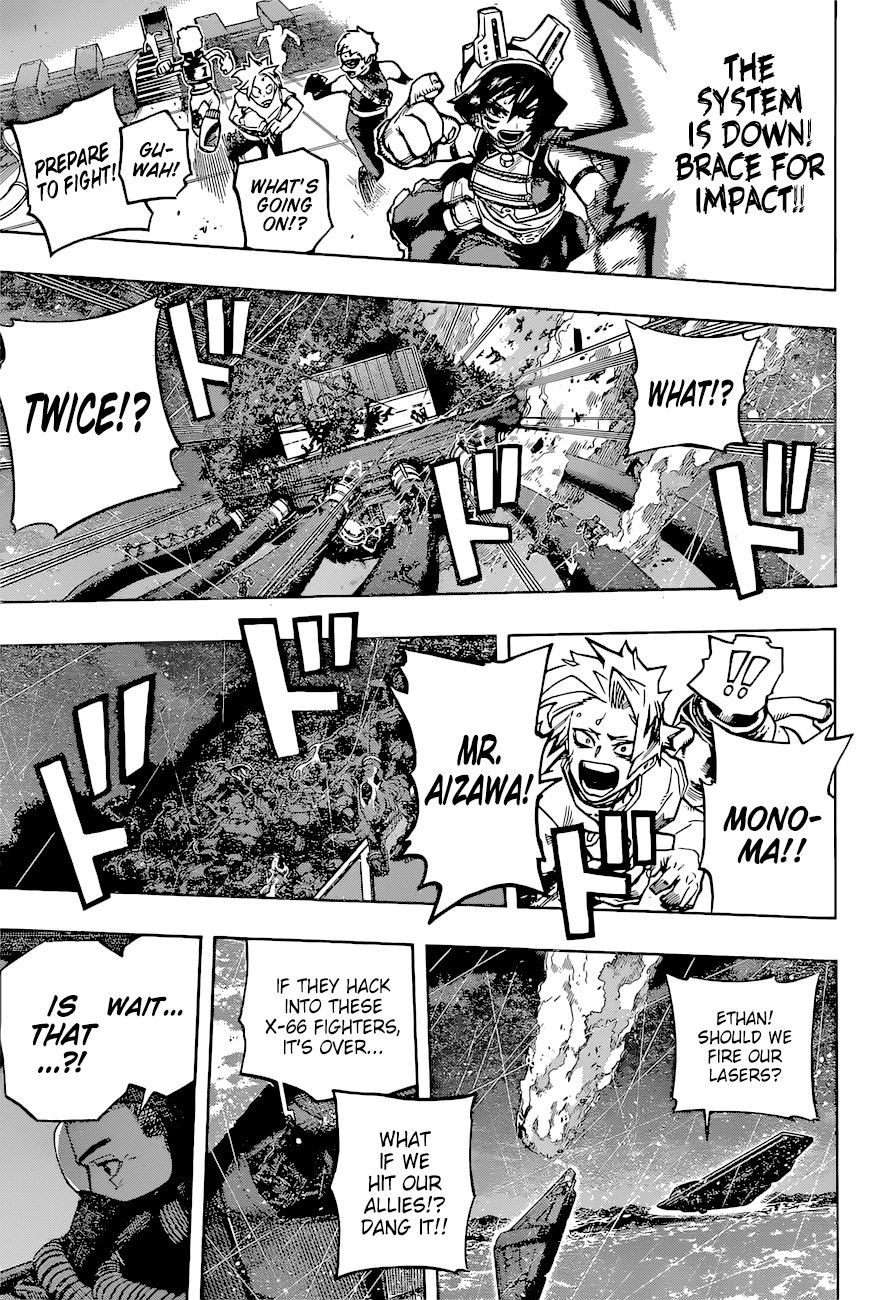 THE
SYSTEM
IS DOWN!
BRACE FOR
IMPACT!!
WHAT'S
GOING
ON!?
GU-
WAH!
PREPARE
TO FIGHT!
1
WHAT!?
TWICE!?
ド
ド
ド
!!
MONO-
MA!!
MR.
AIZAWA!
ド
ド
ド
ETHAN!
SHOULD WE
FIRE OUR
LASERS?
IF THEY HACK
INTO THESE
X-66 FIGHTERS,
IT'S OVER...
WHAT
IF WE
HIT OUR
ALLIES!?
DANG IT!!
WAIT...
IS
THAT
...?!